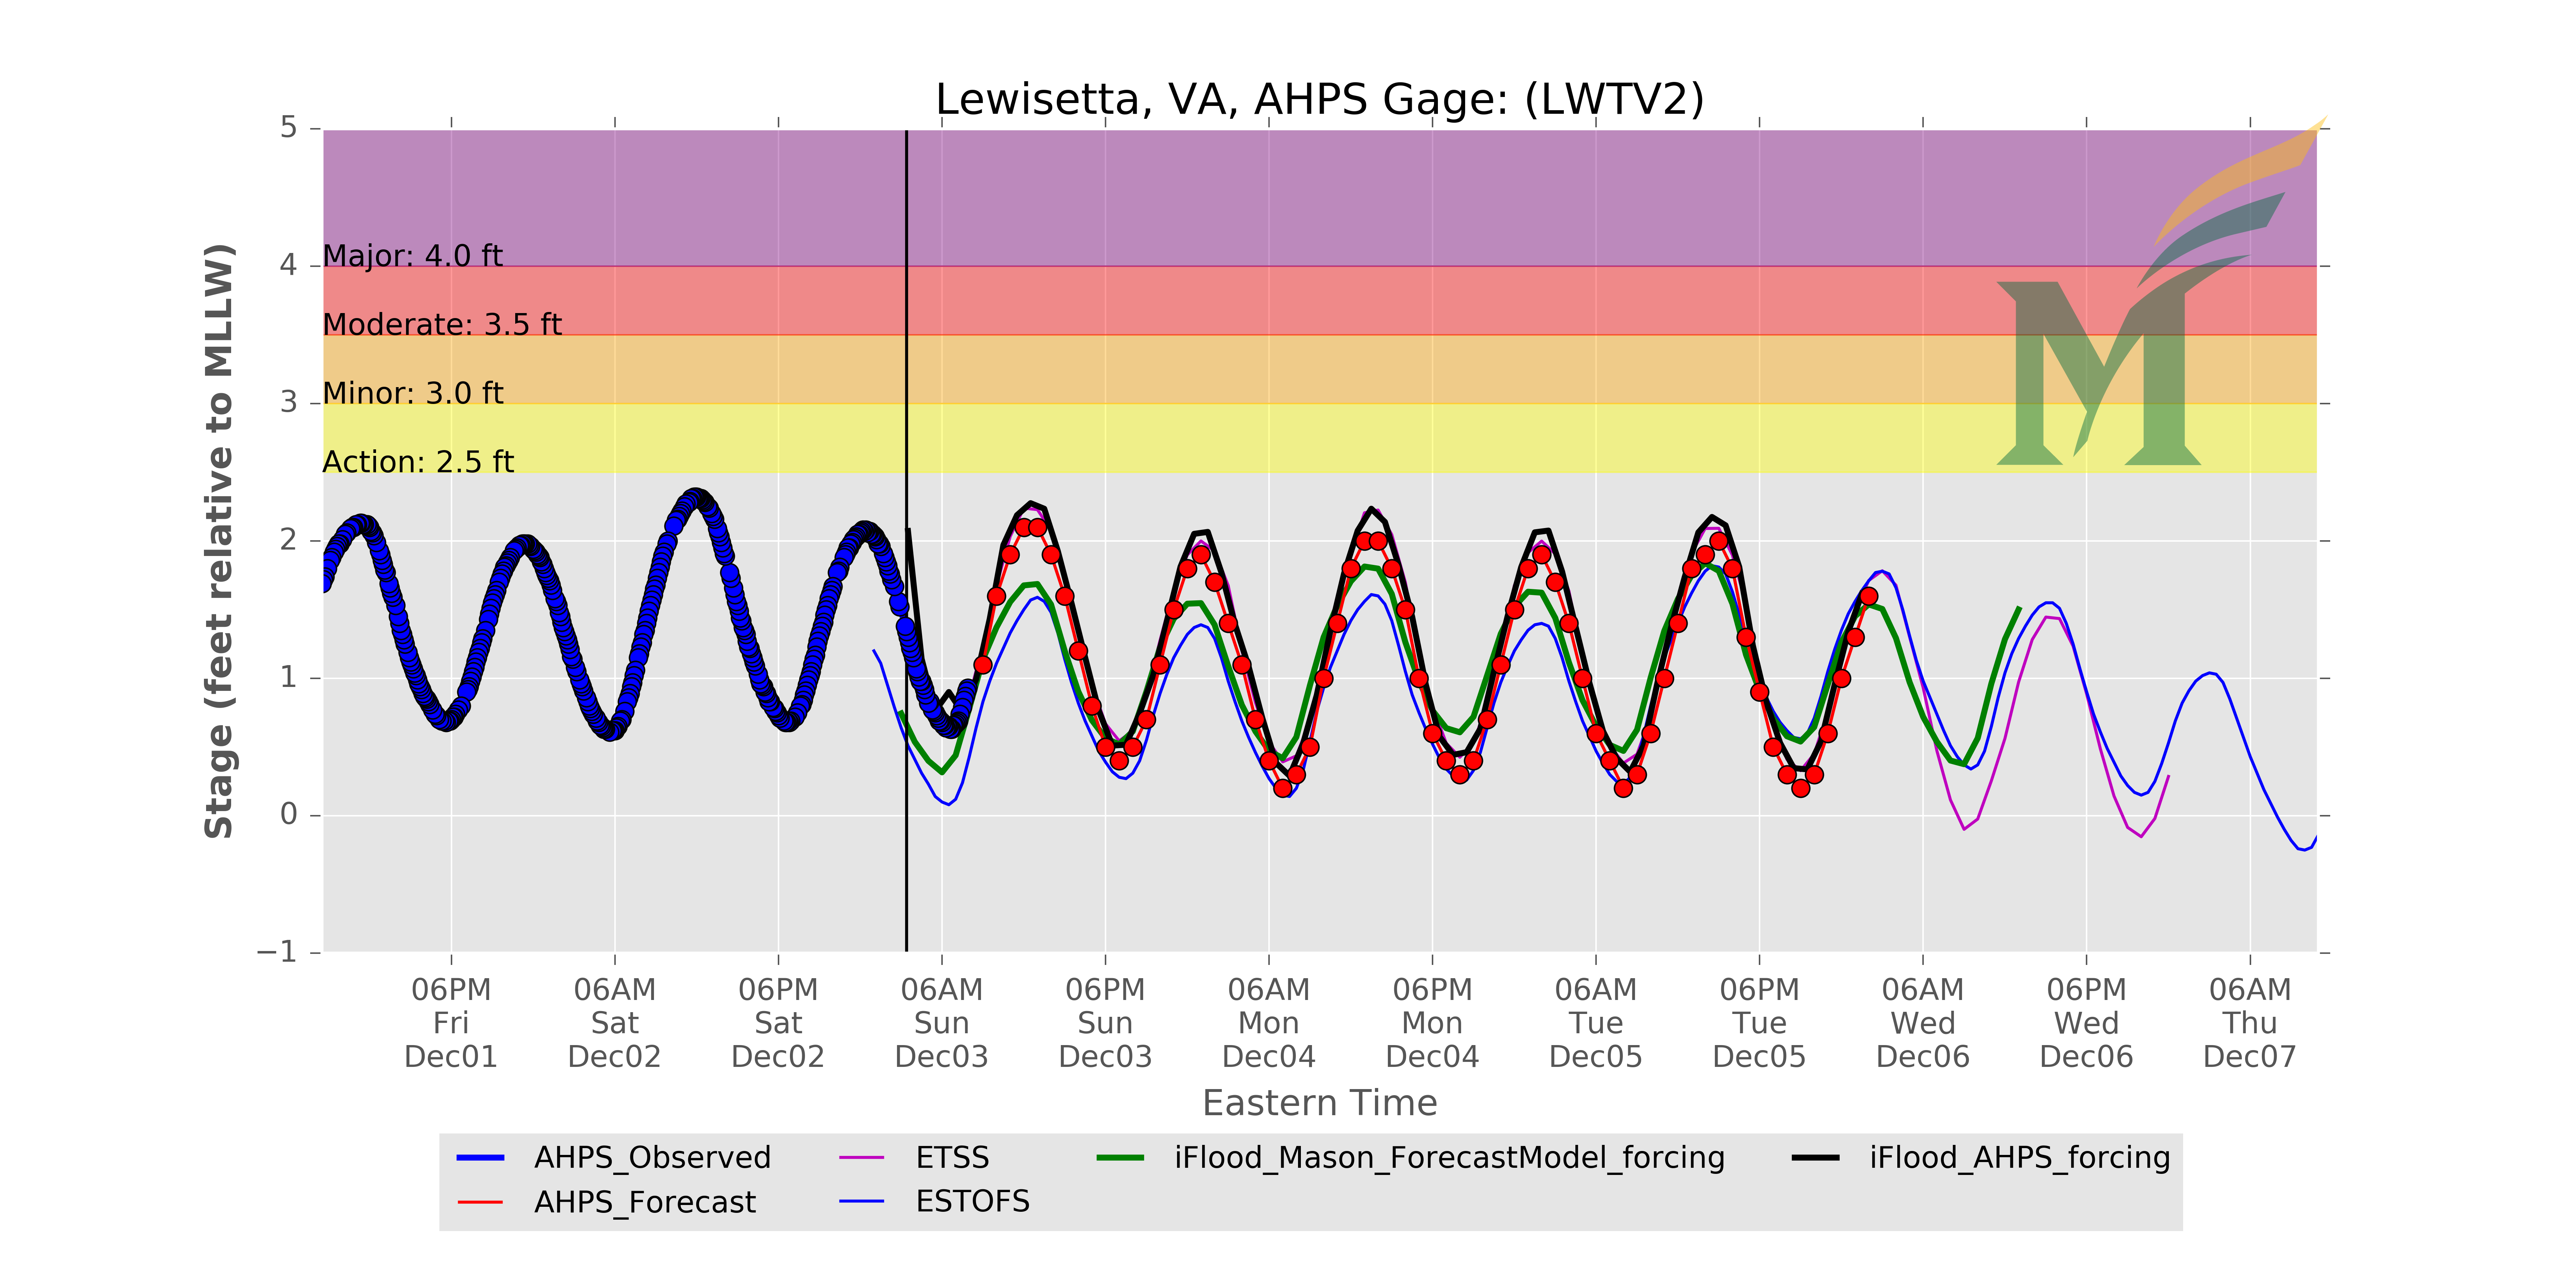 Lewisetta, VA, AHPS Gage: (LWTV2)
Stage (feet relative to MLLW)
5
4
3
2
1
0
−1
Major: 4.0 ft
Moderate: 3.5 ft
Minor: 3.0 ft
Action: 2.5 ft
M
06PM 06AM 06PM 06AM 06PM 06AM 06PM 06AM 06PM 06AM 06PM 06AM
Fri Sat Sat Sun Sun Mon Mon Tue Tue Wed Wed Thu
Dec01 Dec02 Dec02 Dec03 Dec03 Dec04 Dec04 Dec05 Dec05 Dec06 Dec06 Dec07
Eastern Time
AHPS_Observed ETSS iFlood_Mason_ForecastModel_forcing iFlood_AHPS_forcing
AHPS_Forecast ESTOFS